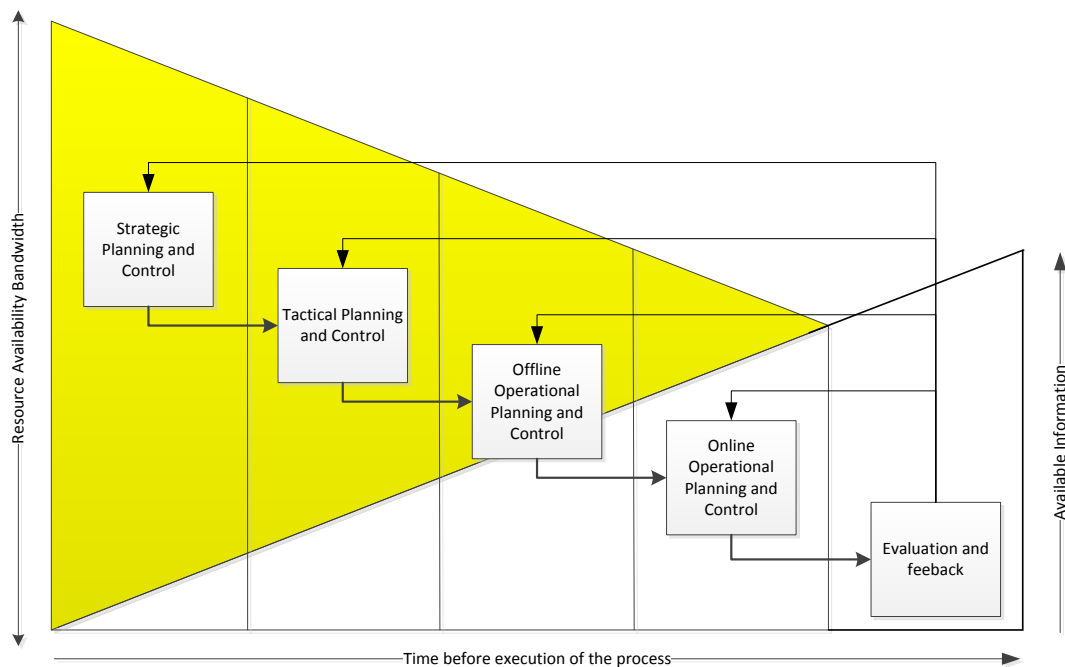 Resource Availability Bandwidth
Strategic
Planning and
Control
Tactical Planning
and Control
Offline
Operational
Planning and
Control
Online
Operational
Planning and
Control
Evaluation and
feeback
Available Information
Time before execution of the process